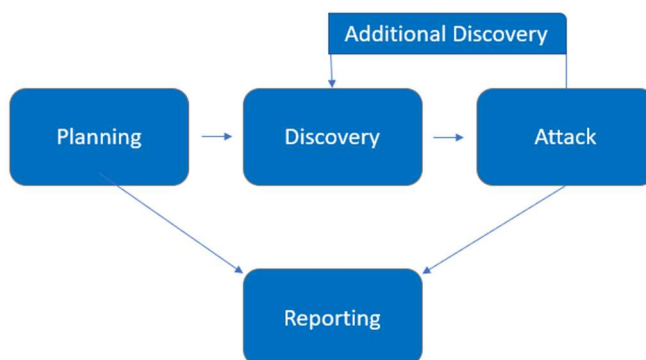 Additional Discovery
Planning
Discovery
Attack
Reporting